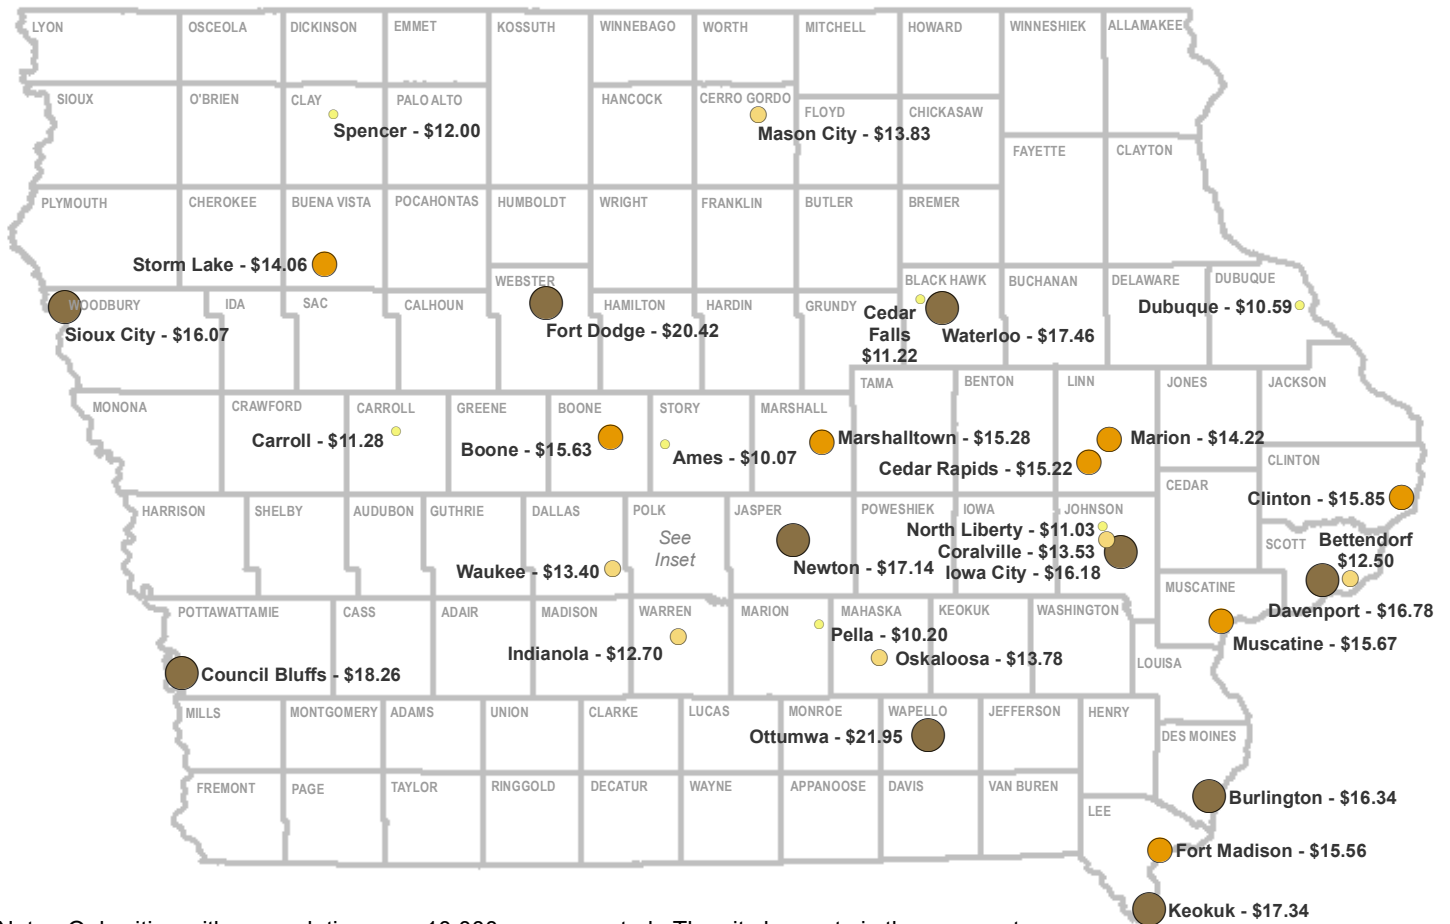 LYON
OSCEOLA
DICKINSON
EMMET
KOSSUTH
WINNEBAGO
WORTH
MITCHELL
HOWARD
WINNESHIEK
ALLAMAKEE
SIOUX
O'BRIEN
CLAY
PALO ALTO
HANCOCK
CERRO GORDO
FLOYD
CHICKASAW
Spencer - $12.00
Mason City - $13.83
FAYETTE
CLAYTON
PLYMOUTH
CHEROKEE
BUENA VISTA
POCAHONTAS
HUMBOLDT
WRIGHT
FRANKLIN
BUTLER
BREMER
Storm Lake - $14.06
WEBSTER
BLACK HAWK
BUCHANAN
DELAWARE
DUBUQUE
WOODBURY
IDA
SAC
CALHOUN
HAMILTON
HARDIN
GRUNDY
Cedar
Falls
$11.22
Dubuque - $10.59
Sioux City - $16.07
Fort Dodge - $20.42
Waterloo - $17.46
TAMA
BENTON
LINN
JONES
JACKSON
MONONA
CRAWFORD
CARROLL
GREENE
BOONE
STORY
MARSHALL
Carroll - $11.28
Boone - $15.63
Ames - $10.07
Marshalltown - $15.28
Marion - $14.22
Cedar Rapids - $15.22
CLINTON
CEDAR
Clinton - $15.85
HARRISON
SHELBY
AUDUBON
GUTHRIE
DALLAS
POLK
JASPER
POWESHIEK
IOWA
JOHNSON
See
Inset
North Liberty - $11.03
Coralville - $13.53
Iowa City - $16.18
SCOTT
Bettendorf
$12.50
Waukee - $13.40
Newton - $17.14
MUSCATINE
Davenport - $16.78
POTTAWATTAMIE
CASS
ADAIR
MADISON
WARREN
MARION
MAHASKA
KEOKUK
WASHINGTON
Pella - $10.20
Muscatine - $15.67
Indianola - $12.70
Oskaloosa - $13.78
LOUISA
Council Bluffs - $18.26
MILLS
MONTGOMERY
ADAMS
UNION
CLARKE
LUCAS
MONROE
WAPELLO
JEFFERSON
HENRY
DES MOINES
Ottumwa - $21.95
FREMONT
PAGE
TAYLOR
RINGGOLD
DECATUR
WAYNE
APPANOOSE
DAVIS
VAN BUREN
Burlington - $16.34
LEE
Fort Madison - $15.56
Keokuk - $17.34